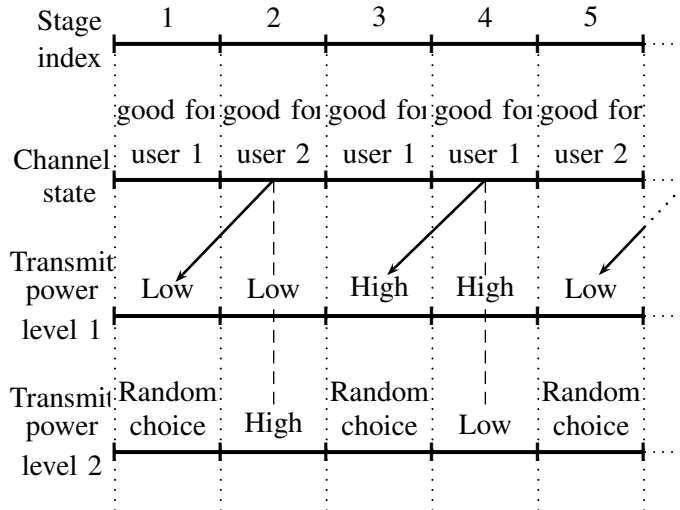 Stage index 1 2 3 4 5
Channel state good for user 1 good for user 2 good for user 1 good for user 1 good for user 2
Transmit power level 1 Low Low High High Low
Transmit power level 2 Random choice High Random choice Low Random choice